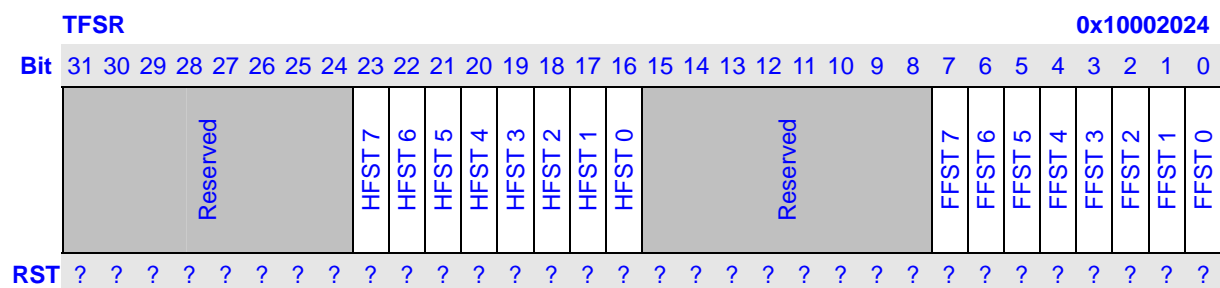 TFSR 0x10002024
Bit 31 30 29 28 27 26 25 24 23 22 21 20 19 18 17 16 15 14 13 12 11 10 9 8 7 6 5 4 3 2 1 0
Reserved HFST 7 HFST 6 HFST 5 HFST 4 HFST 3 HFST 2 HFST 1 HFST 0 Reserved FFST 7 FFST 6 FFST 5 FFST 4 FFST 3 FFST 2 FFST 1 FFST 0
RST ? ? ? ? ? ? ? ? ? ? ? ? ? ? ? ? ? ? ? ? ? ? ? ? ? ? ? ? ? ? ? ?